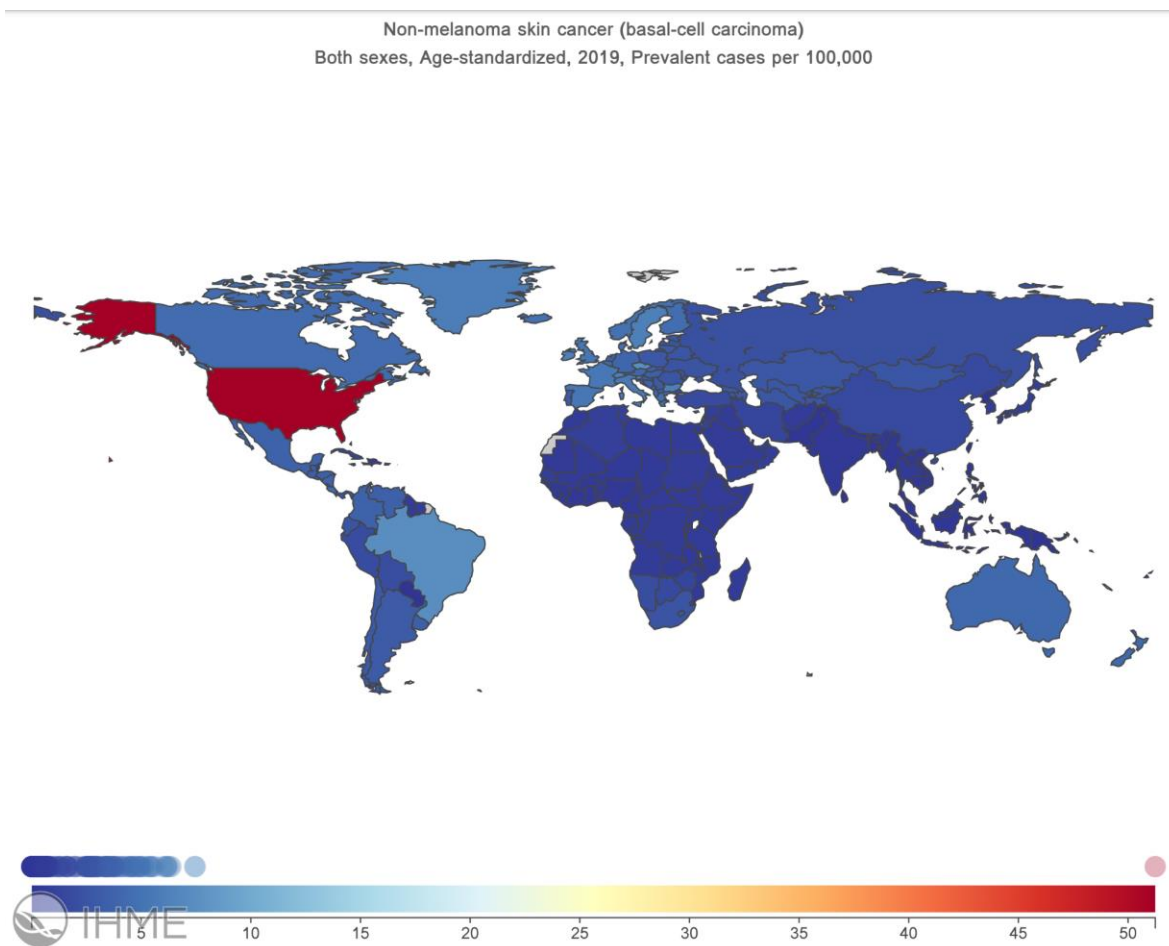 Non-melanoma skin cancer (basal-cell carcinoma)
Both sexes, Age-standardized, 2019, Prevalent cases per 100,000
IHME
5 10 15 20 25 30 35 40 45 50